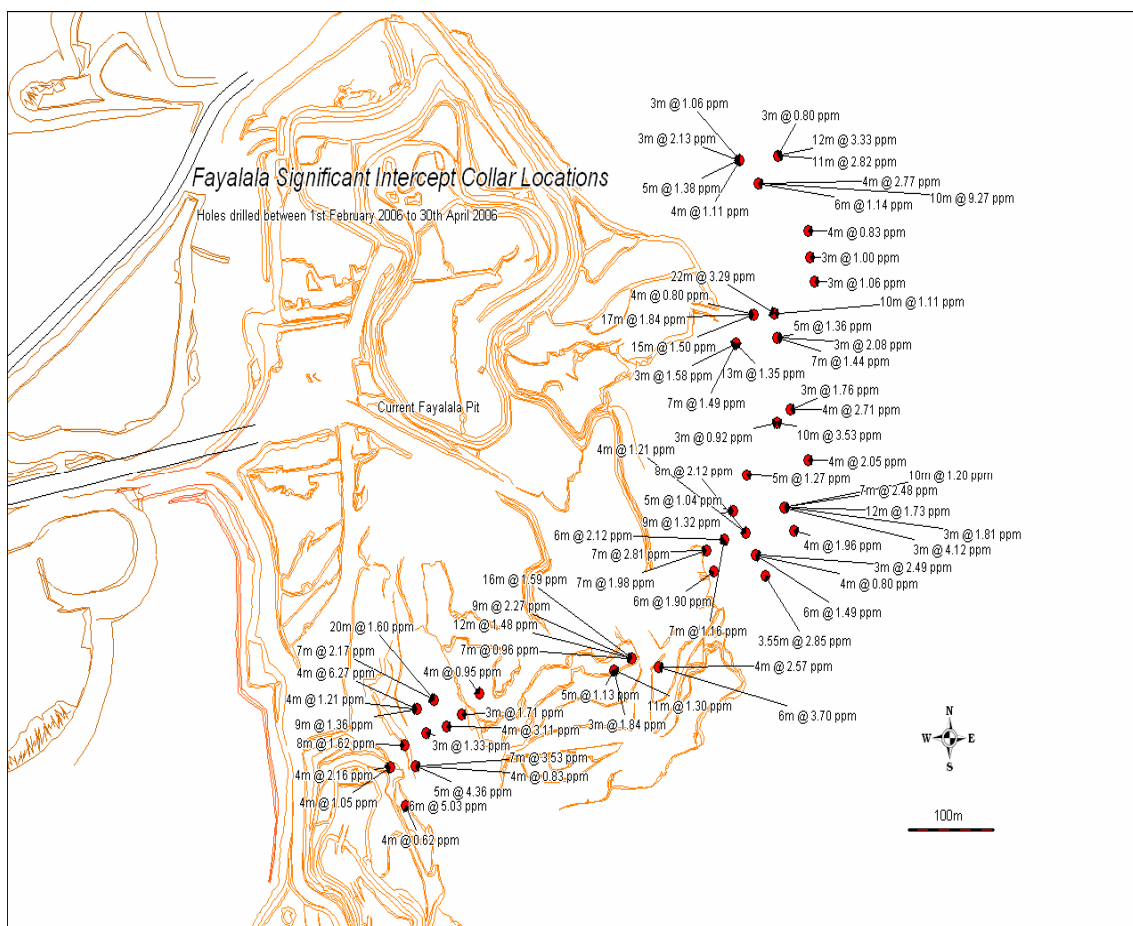 3m @ 1.06 ppm
3m @ 0.80 ppm
3m @ 2.13 ppm
12m @ 3.33 ppm
11m @ 2.82 ppm
Fayalala Significant Intercept Collar Locations
5m @ 1.38 ppm
4m @ 2.77 ppm
10m @ 9.27 ppm
6m @ 1.14 ppm
Holes drilled between 1st February 2006 to 30th April 2006
4m @ 1.11 ppm
4m @ 0.83 ppm
3m @ 1.00 ppm
22m @ 3.29 ppm
3m @ 1.06 ppm
4m @ 0.80 ppm
10m @ 1.11 ppm
17m @ 1.84 ppm
5m @ 1.36 ppm
15m @ 1.50 ppm
3m @ 2.08 ppm
7m @ 1.44 ppm
3m @ 1.58 ppm
13m @ 1.35 ppm
3m @ 1.76 ppm
7m @ 1.49 ppm
Current Fayalala Pit
4m @ 2.71 ppm
3m @ 0.92 ppm
10m @ 3.53 ppm
4m @ 1.21 ppm
4m @ 2.05 ppm
8m @ 2.12 ppm
5m @ 1.27 ppm
10m @ 1.20 ppm
7m @ 2.48 ppm
5m @ 1.04 ppm
12m @ 1.73 ppm
9m @ 1.32 ppm
3m @ 1.81 ppm
6m @ 2.12 ppm
4m @ 1.96 ppm
3m @ 4.12 ppm
7m @ 2.81 ppm
3m @ 2.49 ppm
16m @ 1.59 ppm
7m @ 1.98 ppm
4m @ 0.80 ppm
6m @ 1.90 ppm
9m @ 2.27 ppm
6m @ 1.49 ppm
12m @ 1.48 ppm
20m @ 1.60 ppm
7m @ 1.16 ppm
3.55m @ 2.85 ppm
7m @ 2.17 ppm
7m @ 0.96 ppm
4m @ 6.27 ppm
4m @ 0.95 ppm
4m @ 2.57 ppm
4m @ 1.21 ppm
5m @ 1.13 ppm
11m @ 1.30 ppm
3m @ 1.71 ppm
6m @ 3.70 ppm
9m @ 1.36 ppm
4m @ 3.11 ppm
3m @ 1.84 ppm
N
8m @ 1.62 ppm
3m @ 1.33 ppm
W
E
7m @ 3.53 ppm
S
4m @ 2.16 ppm
4m @ 0.83 ppm
5m @ 4.36 ppm
4m @ 1.05 ppm
6m @ 5.03 ppm
100m
4m @ 0.62 ppm